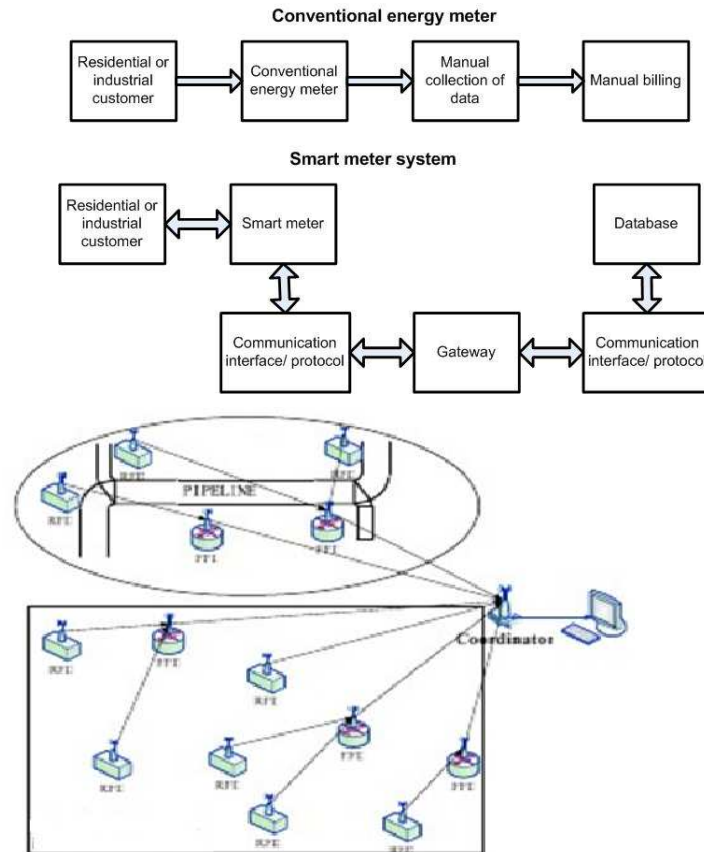 Conventional energy meter
Residential or
industrial
customer
Conventional
energy meter
Manual
collection of
data
Manual billing
Smart meter system
Residential or
industrial
customer
Smart meter
Database
Communication
interface/ protocol
Gateway
Communication
interface/ protocol
PIPELINE
Coordinator